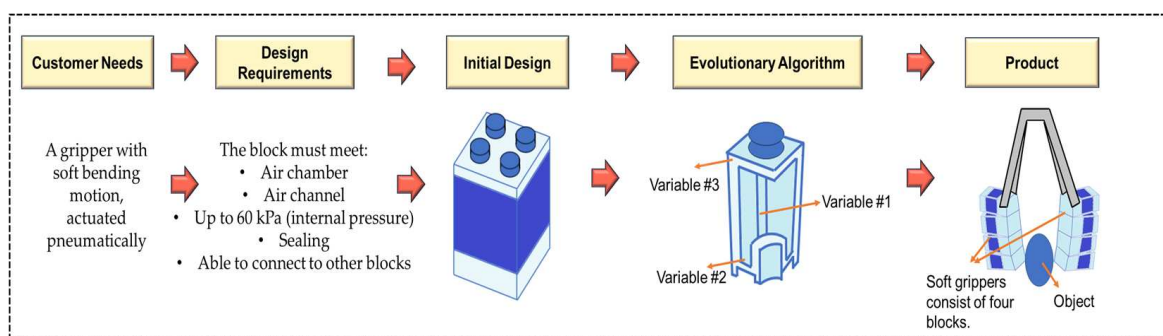 Customer Needs
Design
Requirements
Initial Design
Evolutionary Algorithm
Product
A gripper with
soft bending
motion,
actuated
pneumatically
The block must meet:
• Air chamber
• Air channel
• Up to 60 kPa (internal pressure)
• Sealing
• Able to connect to other blocks
Variable #3
Variable #1
Variable #2
Soft grippers
consist of four
blocks.
Object